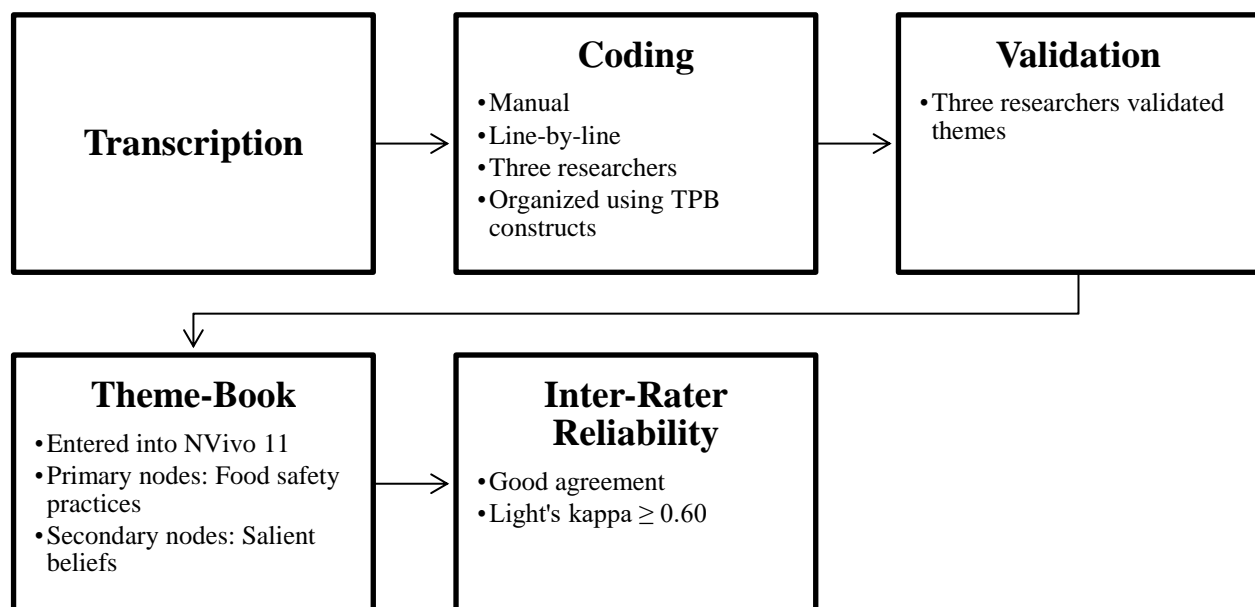 Transcription
Coding
•Manual
•Line-by-line
•Three researchers
•Organized using TPB
constructs
Validation
•Three researchers validated
themes
Theme-Book
•Entered into NVivo 11
•Primary nodes: Food safety
practices
•Secondary nodes: Salient
beliefs
Inter-Rater
Reliability
•Good agreement
•Light's kappa ≥ 0.60